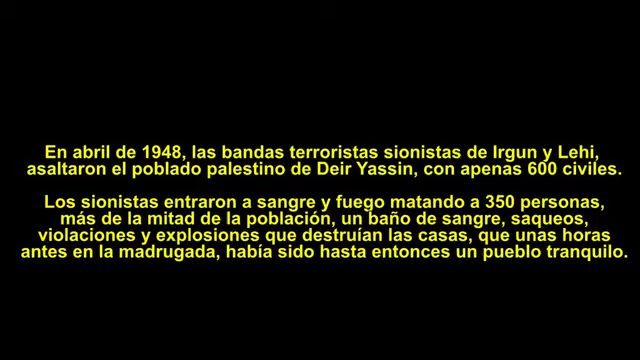 En abril de 1948, las bandas terroristas sionistas de Irgun y Lehi,
asaltaron el poblado palestino de Deir Yassin, con apenas 600 civiles.
Los sionistas entraron a sangre y fuego matando a 350 personas,
más de la mitad de la población, un baño de sangre, saqueos,
violaciones y explosiones que destruían las casas, que unas horas
antes en la madrugada, había sido hasta entonces un pueblo tranquilo.